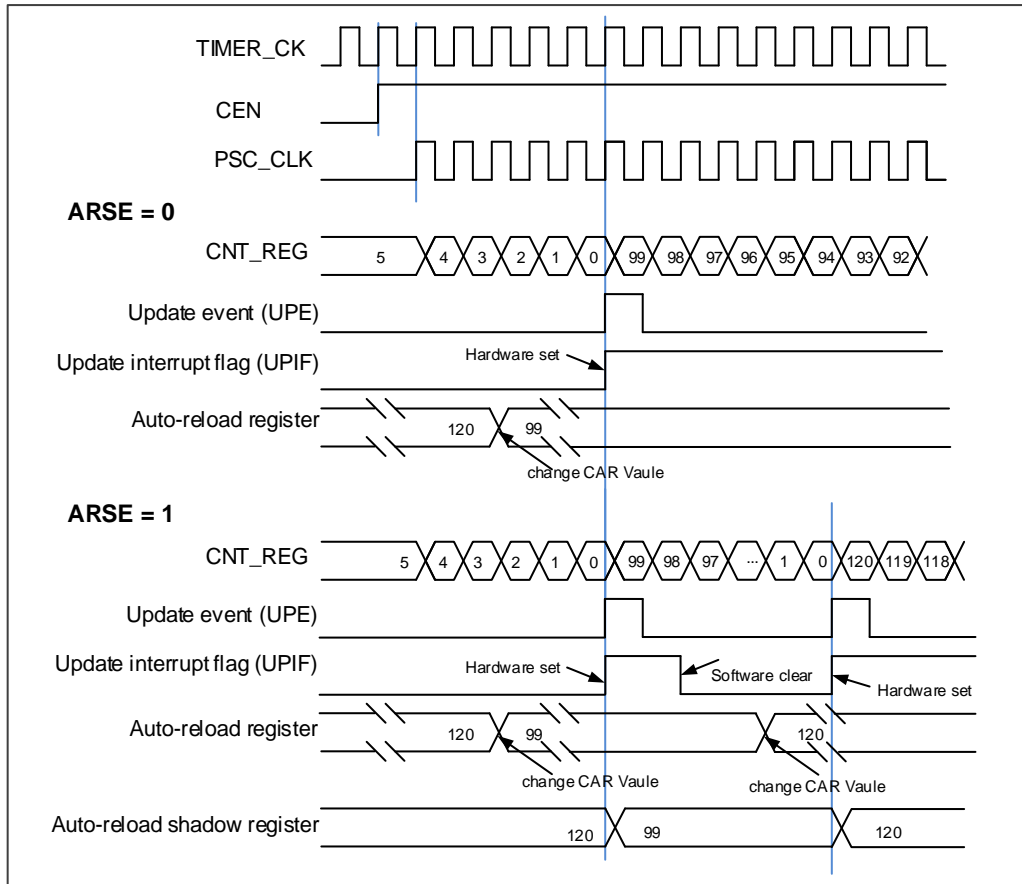 TIMER_CK
CEN
PSC_CLK
ARSE = 0
CNT_REG 5 4 3 2 1 0 99 98 97 96 95 94 93 92
Update event (UPE)
Update interrupt flag (UPIF) Hardware set
Auto-reload register 120 99
change CAR Vaule
ARSE = 1
CNT_REG 5 4 3 2 1 0 99 98 97 ... 1 0 120 119 118
Update event (UPE)
Update interrupt flag (UPIF) Hardware set Software clear Hardware set
Auto-reload register 120 99 120
change CAR Vaule change CAR Vaule
Auto-reload shadow register 120 99 120